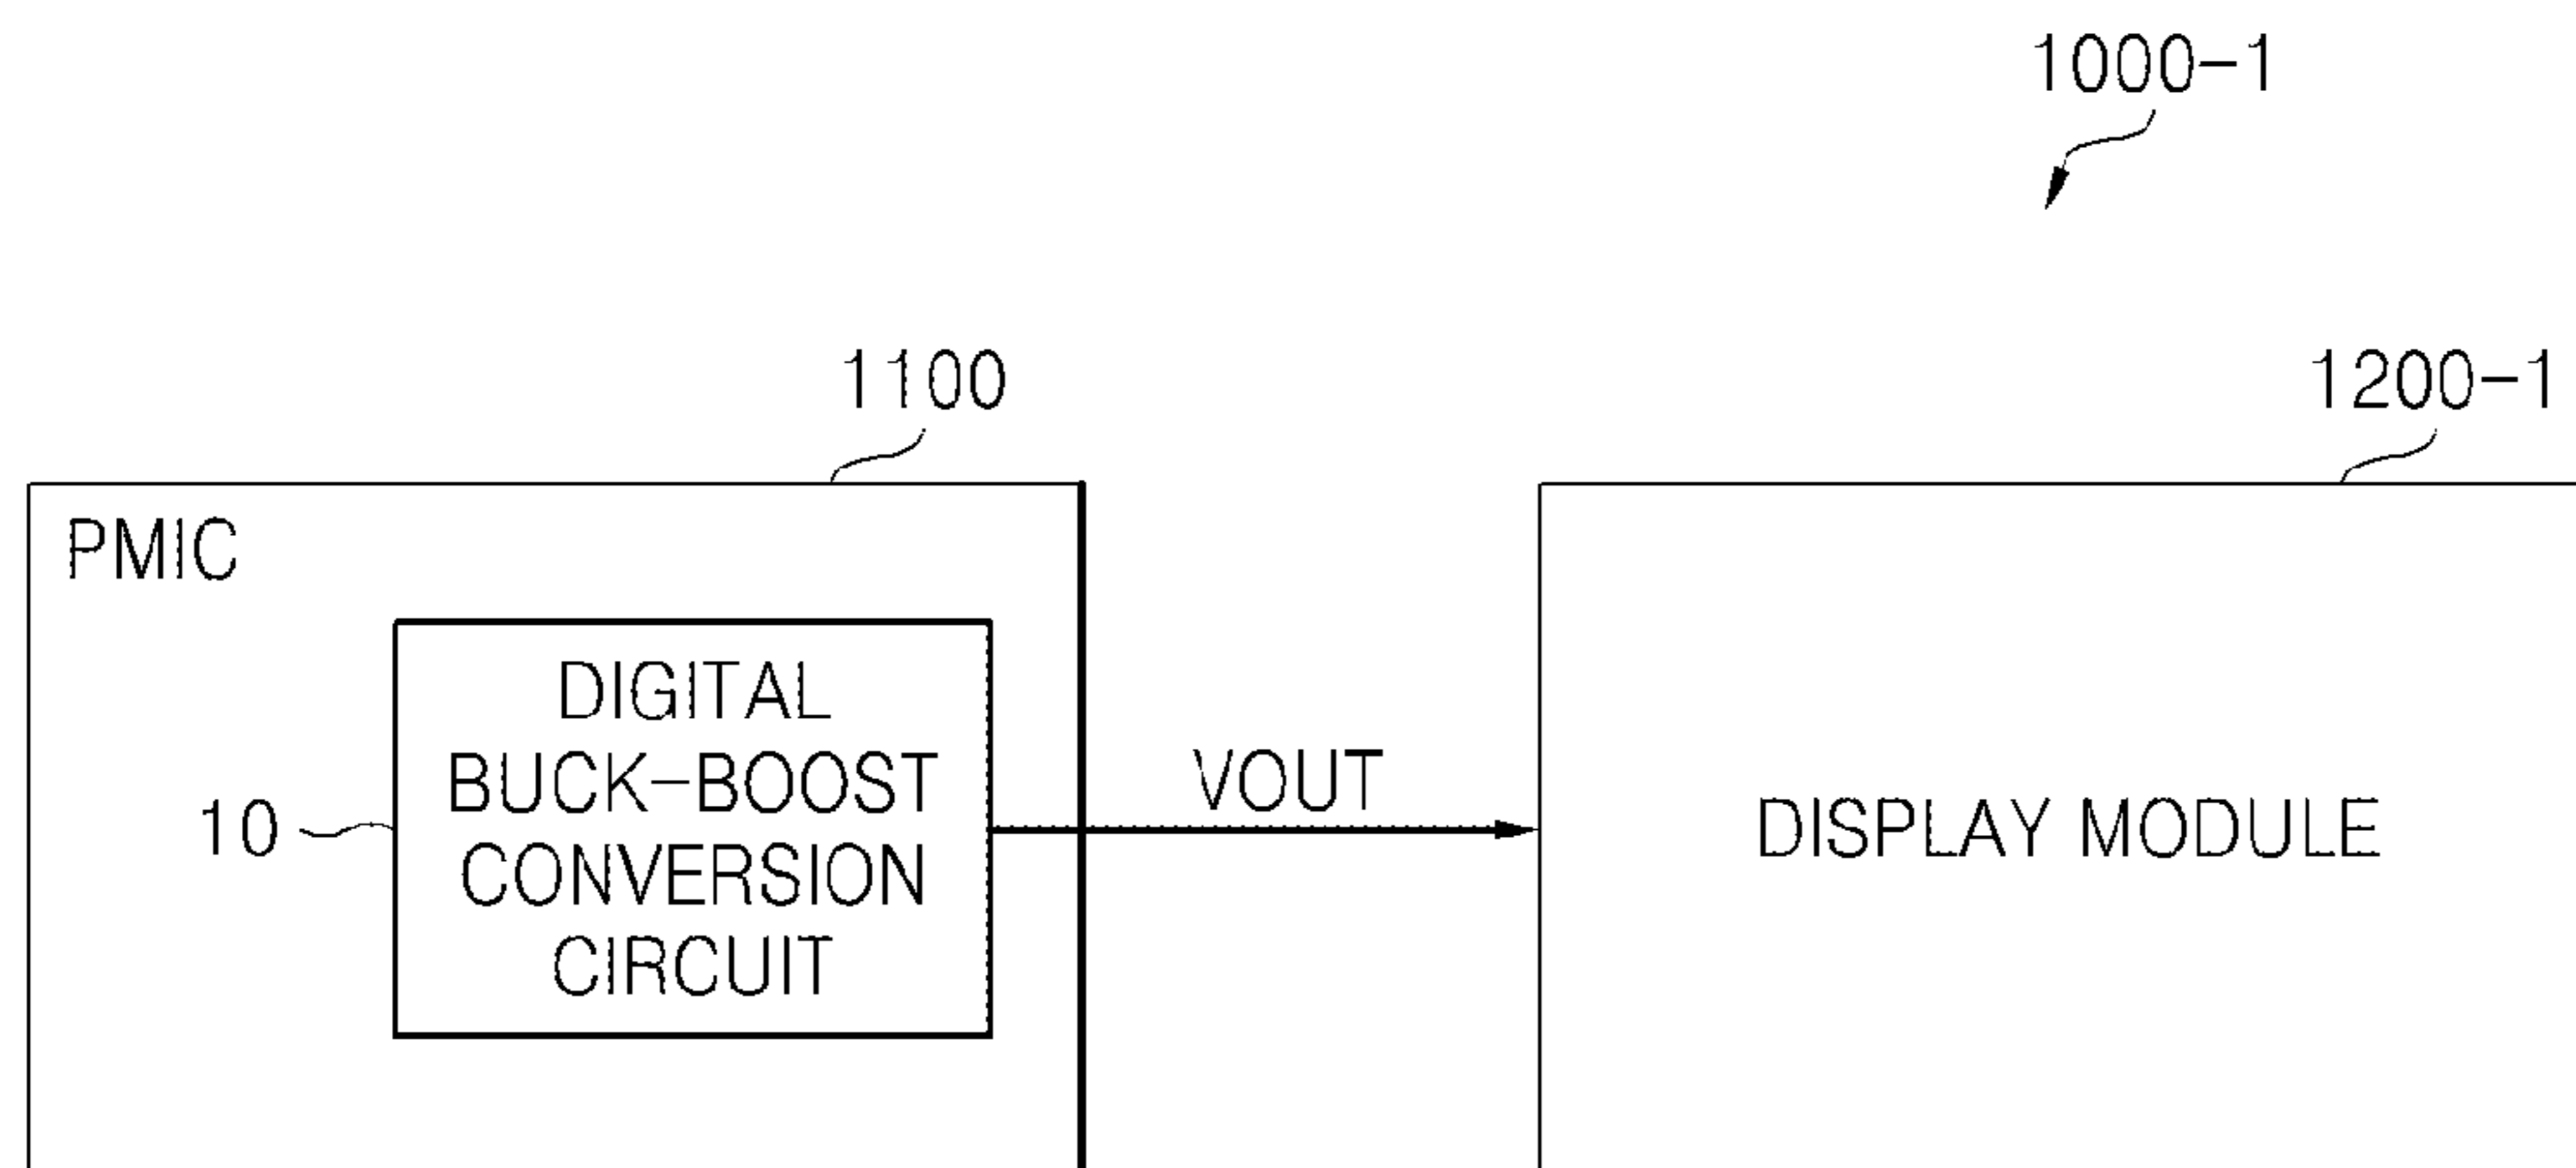 1000-1
1100
1200-1
PMIC
DIGITAL
BUCK-BOOST
CONVERSION
CIRCUIT
10
VOUT
DISPLAY MODULE